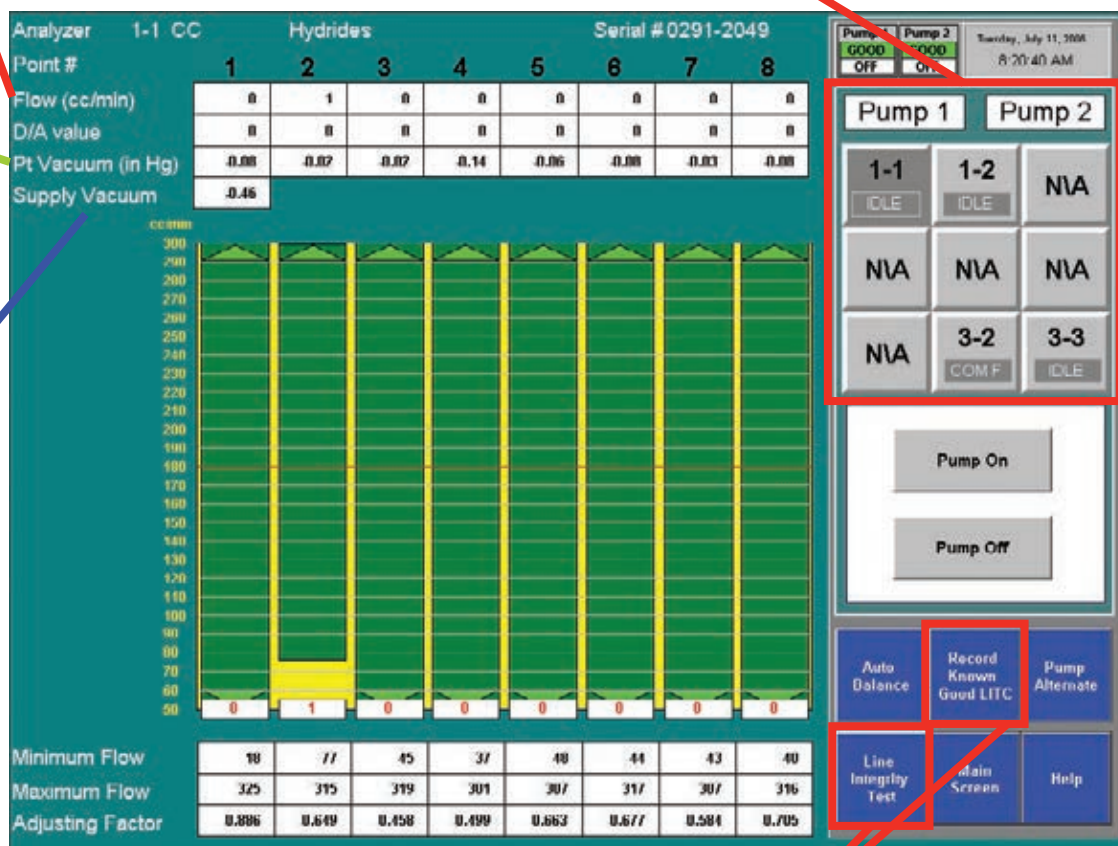 Analyzer 1-1 CC Hydrides Serial # 0291-2049
Point # 1 2 3 4 5 6 7 8
Flow (cc/min) 0 1 0 0 0 0 0 0
D/A value 0 0 0 0 0 0 0 0
Pt Vacuum (in Hg) -0.08 -0.02 -0.02 -0.14 -0.06 -0.08 -0.03 -0.08
Supply Vacuum -0.46
cc/min
300
290
280
270
260
250
240
230
220
210
200
190
180
170
160
150
140
130
120
110
100
90
80
70
60
50
0 1 0 0 0 0 0 0
Minimum Flow 18 77 45 37 48 44 43 40
Maximum Flow 325 315 319 301 307 317 307 316
Adjusting Factor 0.886 0.649 0.458 0.499 0.663 0.677 0.584 0.705
Pump 1 Pump 2
GOOD GOOD
OFF OFF
Tuesday, July 11, 2006
8:20:40 AM
Pump 1 Pump 2
1-1 1-2 N\A
IDLE IDLE
N\A N\A N\A
N\A 3-2 3-3
COM F IDLE
Pump On
Pump Off
Auto Balance
Record Known Good LITC
Pump Alternate
Line Integrity Test
Main Screen
Help